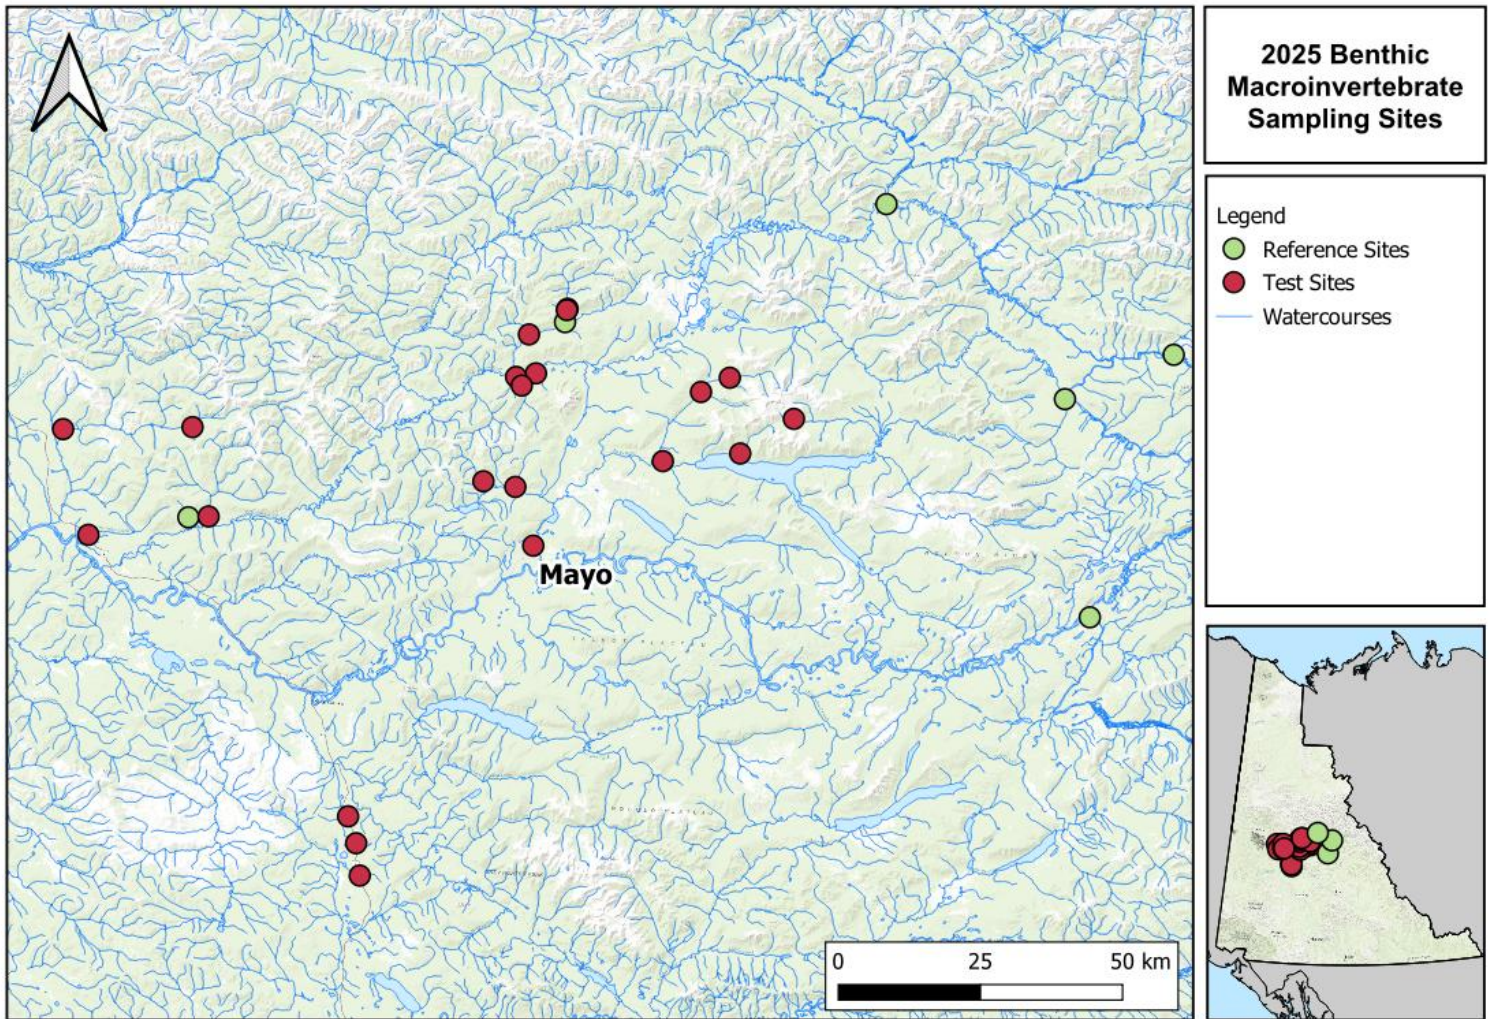 2025 Benthic
Macroinvertebrate
Sampling Sites
Legend
Reference Sites
Test Sites
Watercourses
Mayo
0 25 50 km